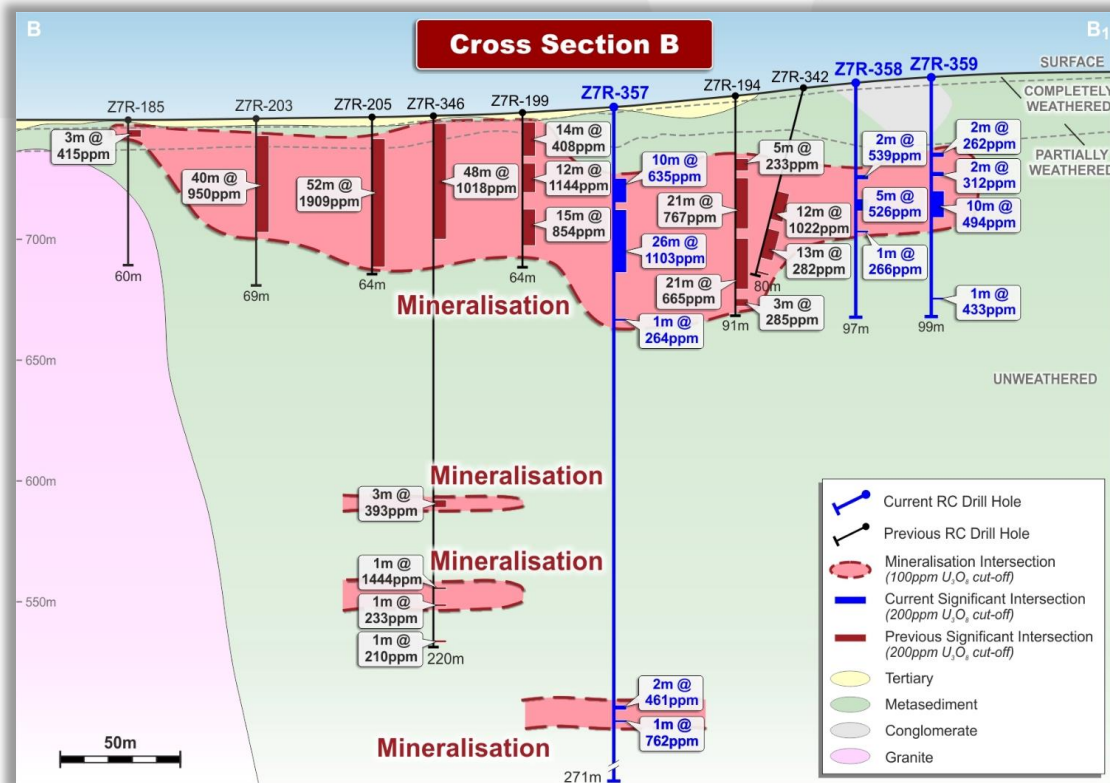 B
Cross Section B
B1
SURFACE
COMPLETELY
WEATHERED
PARTIALLY
WEATHERED
UNWEATHERED
Z7R-185
Z7R-203
Z7R-205
Z7R-346
Z7R-199
Z7R-357
Z7R-194
Z7R-342
Z7R-358
Z7R-359
3m @
415ppm
40m @
950ppm
52m @
1909ppm
48m @
1018ppm
14m @
408ppm
12m @
1144ppm
15m @
854ppm
10m @
635ppm
26m @
1103ppm
1m @
264ppm
5m @
233ppm
21m @
767ppm
21m @
665ppm
3m @
285ppm
12m @
1022ppm
13m @
282ppm
2m @
539ppm
5m @
526ppm
1m @
266ppm
2m @
262ppm
2m @
312ppm
10m @
494ppm
1m @
433ppm
60m
69m
64m
64m
91m
80m
97m
99m
700m
650m
600m
550m
Mineralisation
Mineralisation
3m @
393ppm
Mineralisation
1m @
1444ppm
1m @
233ppm
1m @
210ppm
220m
2m @
461ppm
1m @
762ppm
Mineralisation
271m
50m
Current RC Drill Hole
Previous RC Drill Hole
Mineralisation Intersection
(100ppm U3O8 cut-off)
Current Significant Intersection
(200ppm U3O8 cut-off)
Previous Significant Intersection
(200ppm U3O8 cut-off)
Tertiary
Metasediment
Conglomerate
Granite